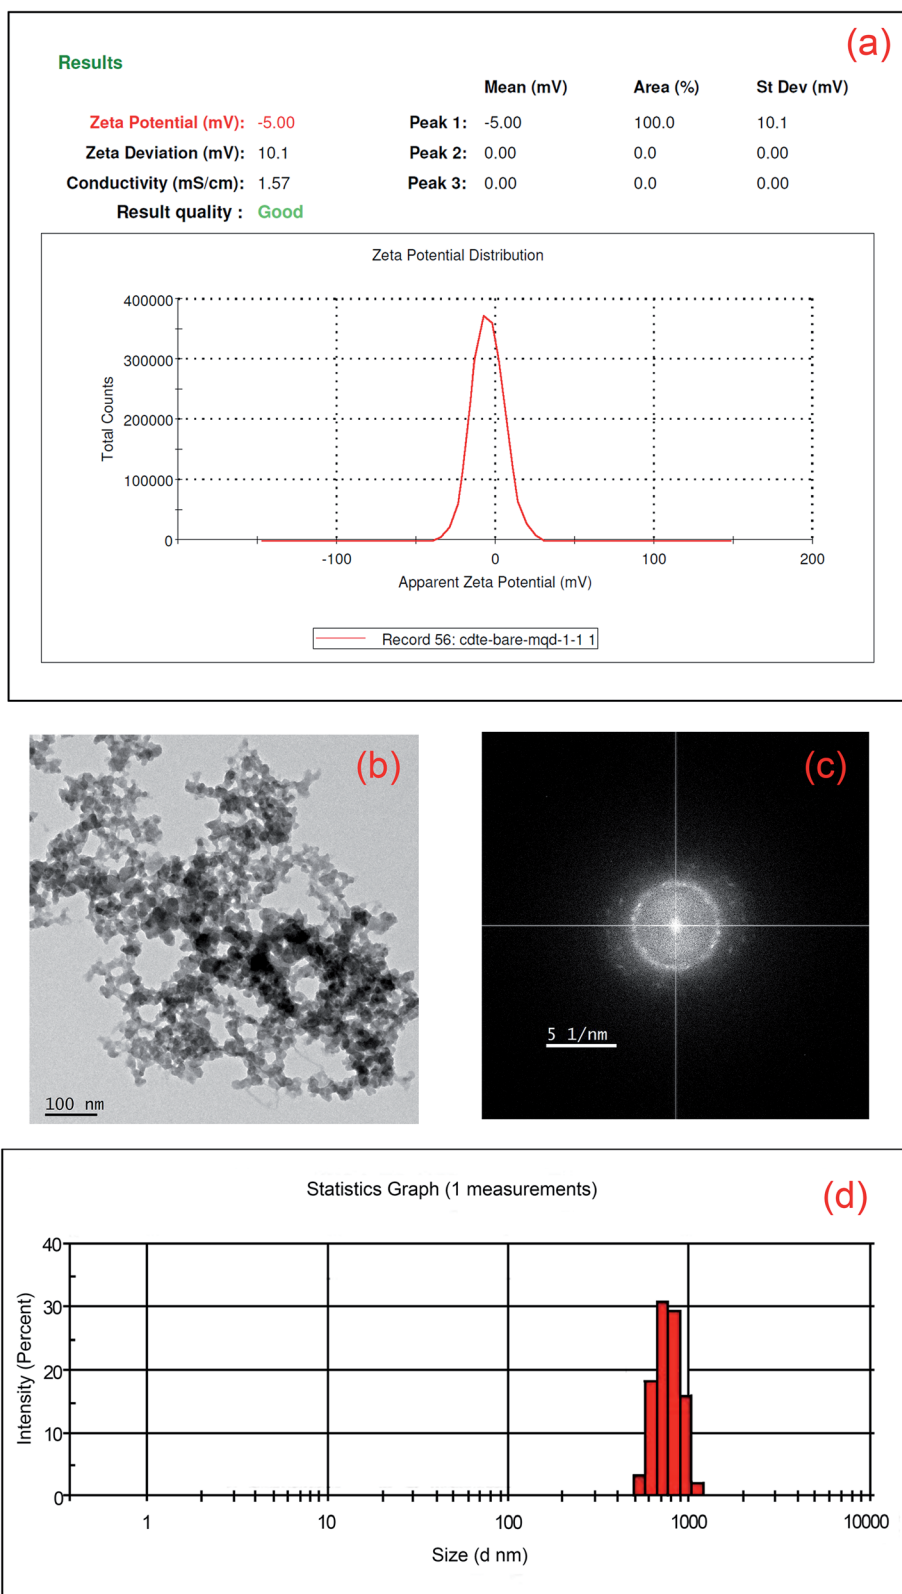 (a)
Results
Mean (mV) Area (%) St Dev (mV)
Zeta Potential (mV): -5.00 Peak 1: -5.00 100.0 10.1
Zeta Deviation (mV): 10.1 Peak 2: 0.00 0.0 0.00
Conductivity (mS/cm): 1.57 Peak 3: 0.00 0.0 0.00
Result quality : Good
Zeta Potential Distribution
400000
300000
200000
100000
0
Total Counts
-100 0 100 200
Apparent Zeta Potential (mV)
Record 56: cdte-bare-mqd-1-1 1
(b)
100 nm
(c)
5 1/nm
Statistics Graph (1 measurements)
(d)
40
30
20
10
0
Intensity (Percent)
1 10 100 1000 10000
Size (d nm)